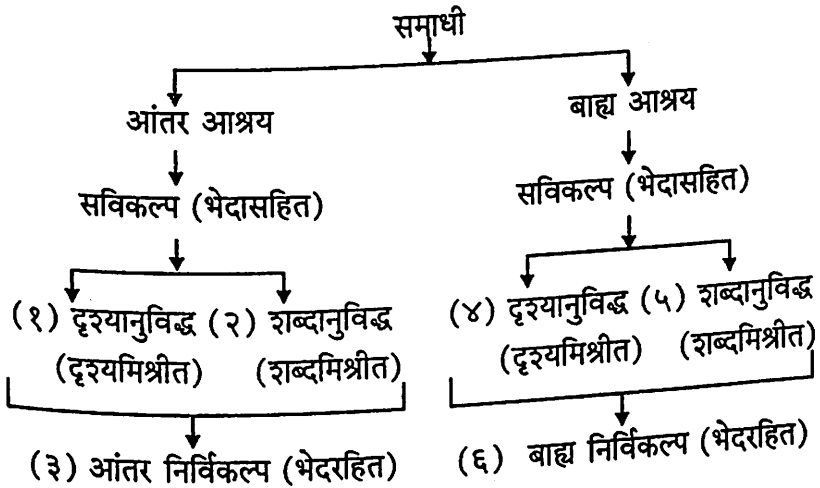 समाधी
आंतर आश्रय
बाह्य आश्रय
सविकल्प (भेदासहित)
सविकल्प (भेदासहित)
(१) दृश्यानुविद्ध (२) शब्दानुविद्ध
(दृश्यमिश्रीत) (शब्दमिश्रीत)
(४) दृश्यानुविद्ध (५) शब्दानुविद्ध
(दृश्यमिश्रीत) (शब्दमिश्रीत)
(३) आंतर निर्विकल्प (भेदरहित)
(६) बाह्य निर्विकल्प (भेदरहित)